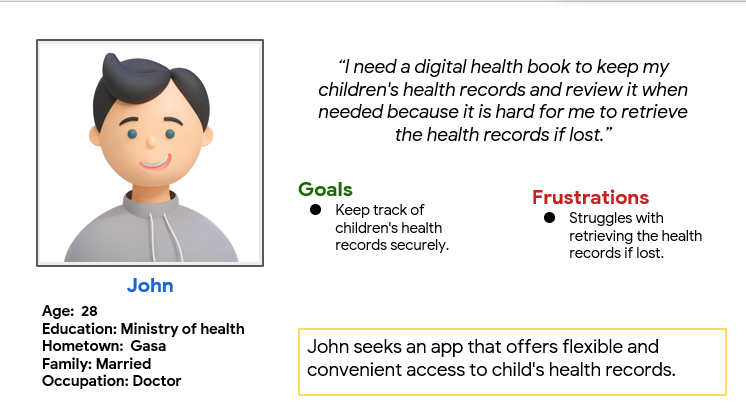 “I need a digital health book to keep my
children's health records and review it when
needed because it is hard for me to retrieve
the health records if lost.”
Goals
● Keep track of
children's health
records securely.
Frustrations
● Struggles with
retrieving the health
records if lost.
John
Age: 28
Education: Ministry of health
Hometown: Gasa
Family: Married
Occupation: Doctor
John seeks an app that offers flexible and
convenient access to child's health records.